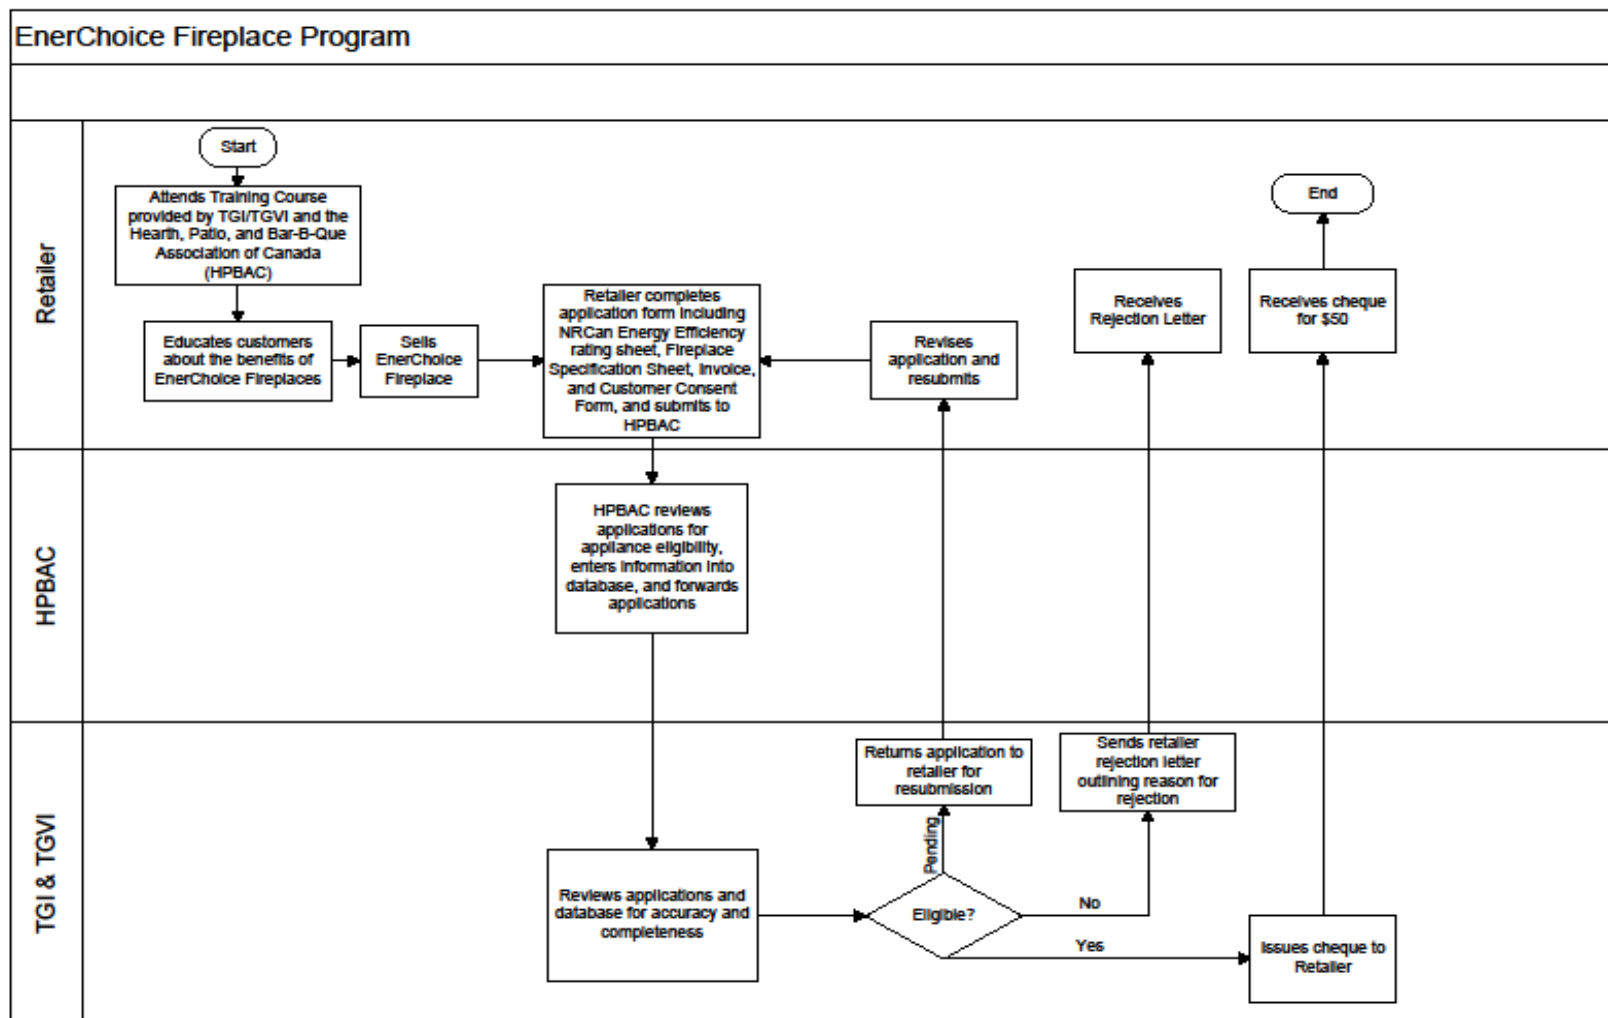 EnerChoice Fireplace Program
Retailer
Start
Attends Training Course
provided by TGI/TGVI and the
Hearth, Patio, and Bar-B-Que
Association of Canada
(HPBAC)
Educates customers
about the benefits of
EnerChoice Fireplaces
Sells
EnerChoice
Fireplace
Retailer completes
application form including
NRCan Energy Efficiency
rating sheet, Fireplace
Specification Sheet, Invoice,
and Customer Consent
Form, and submits to
HPBAC
Revises
application and
resubmits
Receives
Rejection Letter
End
Receives cheque
for $50
HPBAC
HPBAC reviews
applications for
appliance eligibility,
enters information into
database, and forwards
applications
TGI & TGVI
Reviews applications and
database for accuracy and
completeness
Eligible?
Pending
Returns application to
retailer for
resubmission
No
Sends retailer
rejection letter
outlining reason for
rejection
Yes
Issues cheque to
Retailer